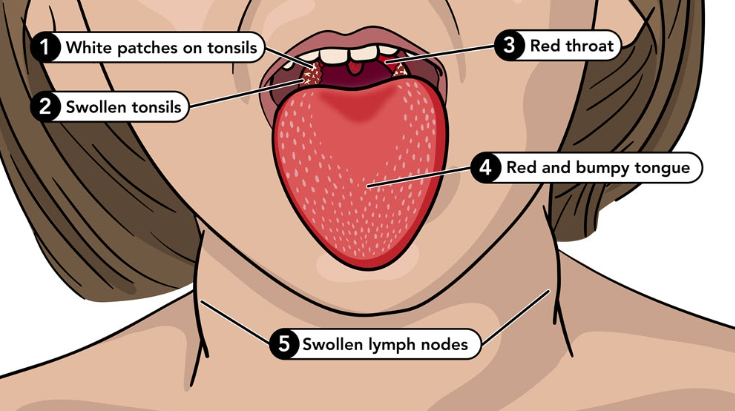 1 White patches on tonsils
2 Swollen tonsils
3 Red throat
4 Red and bumpy tongue
5 Swollen lymph nodes